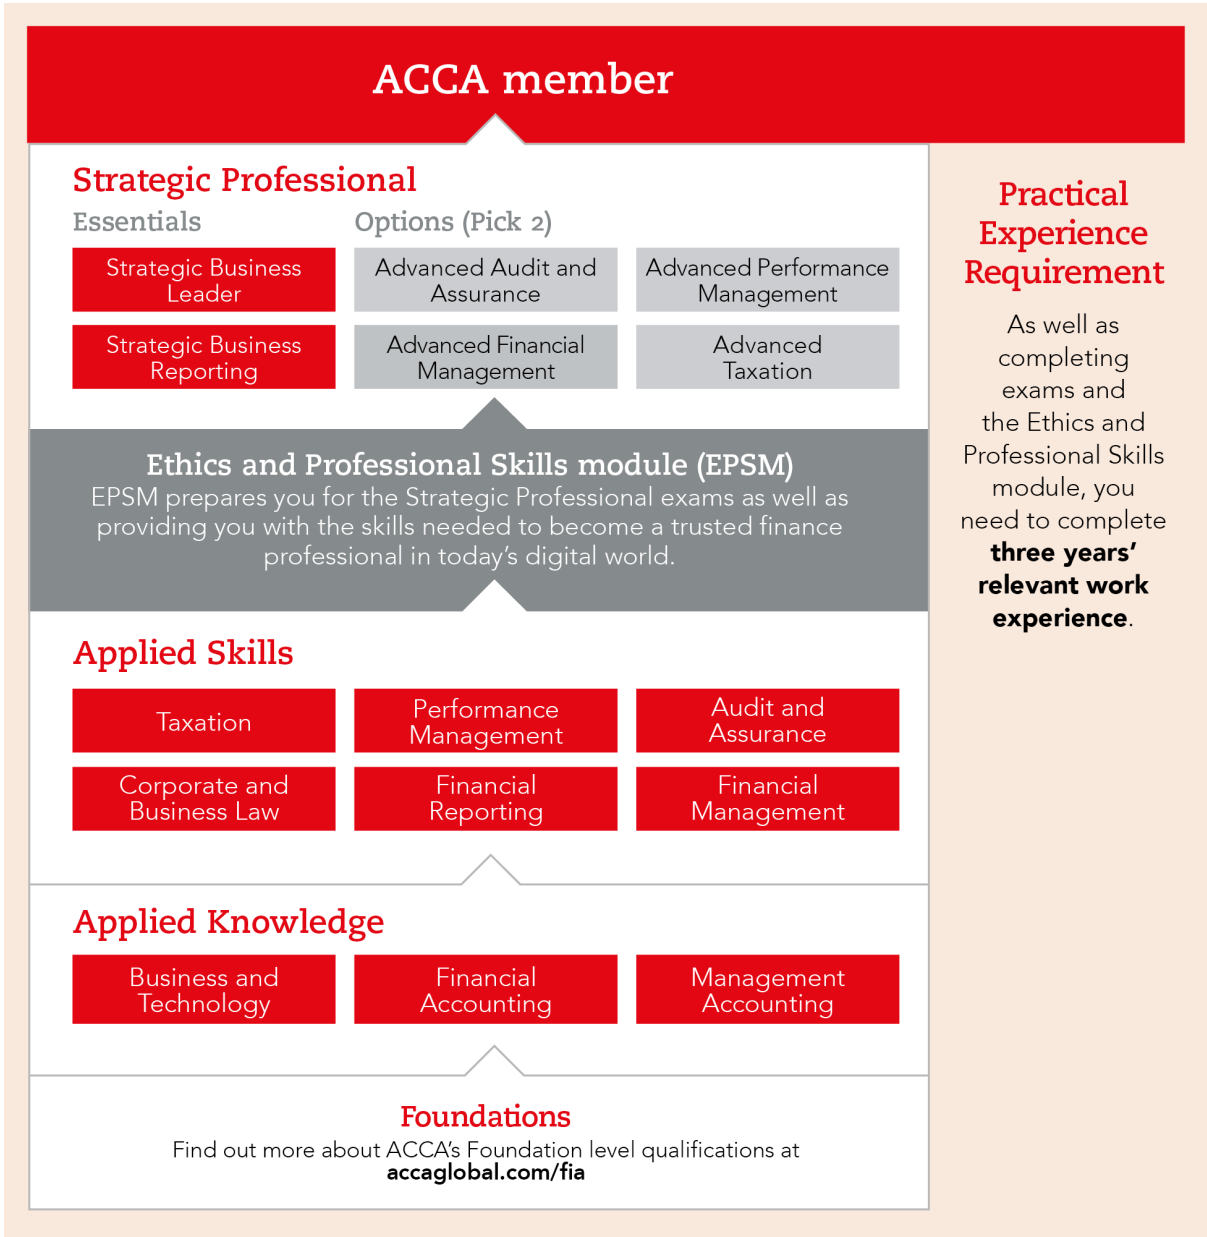 ACCA member
Strategic Professional
Essentials
Options (Pick 2)
Strategic Business
Leader
Advanced Audit and
Assurance
Advanced Performance
Management
Strategic Business
Reporting
Advanced Financial
Management
Advanced
Taxation
Ethics and Professional Skills module (EPSM)
EPSM prepares you for the Strategic Professional exams as well as
providing you with the skills needed to become a trusted finance
professional in today's digital world.
Applied Skills
Taxation
Performance
Management
Audit and
Assurance
Corporate and
Business Law
Financial
Reporting
Financial
Management
Applied Knowledge
Business and
Technology
Financial
Accounting
Management
Accounting
Foundations
Find out more about ACCA's Foundation level qualifications at
accaglobal.com/fia
Practical
Experience
Requirement
As well as
completing
exams and
the Ethics and
Professional Skills
module, you
need to complete
three years'
relevant work
experience.